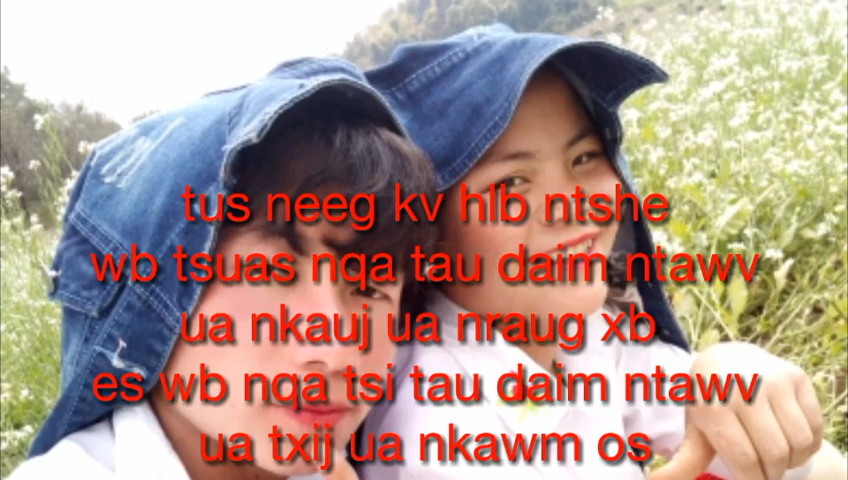 tus neeg kv hlb ntshe
wb tsuas nqa tau daim ntawv
ua nkauj ua nraug xb
es wb nqa tsi tau daim ntawv
ua txij ua nkawm os